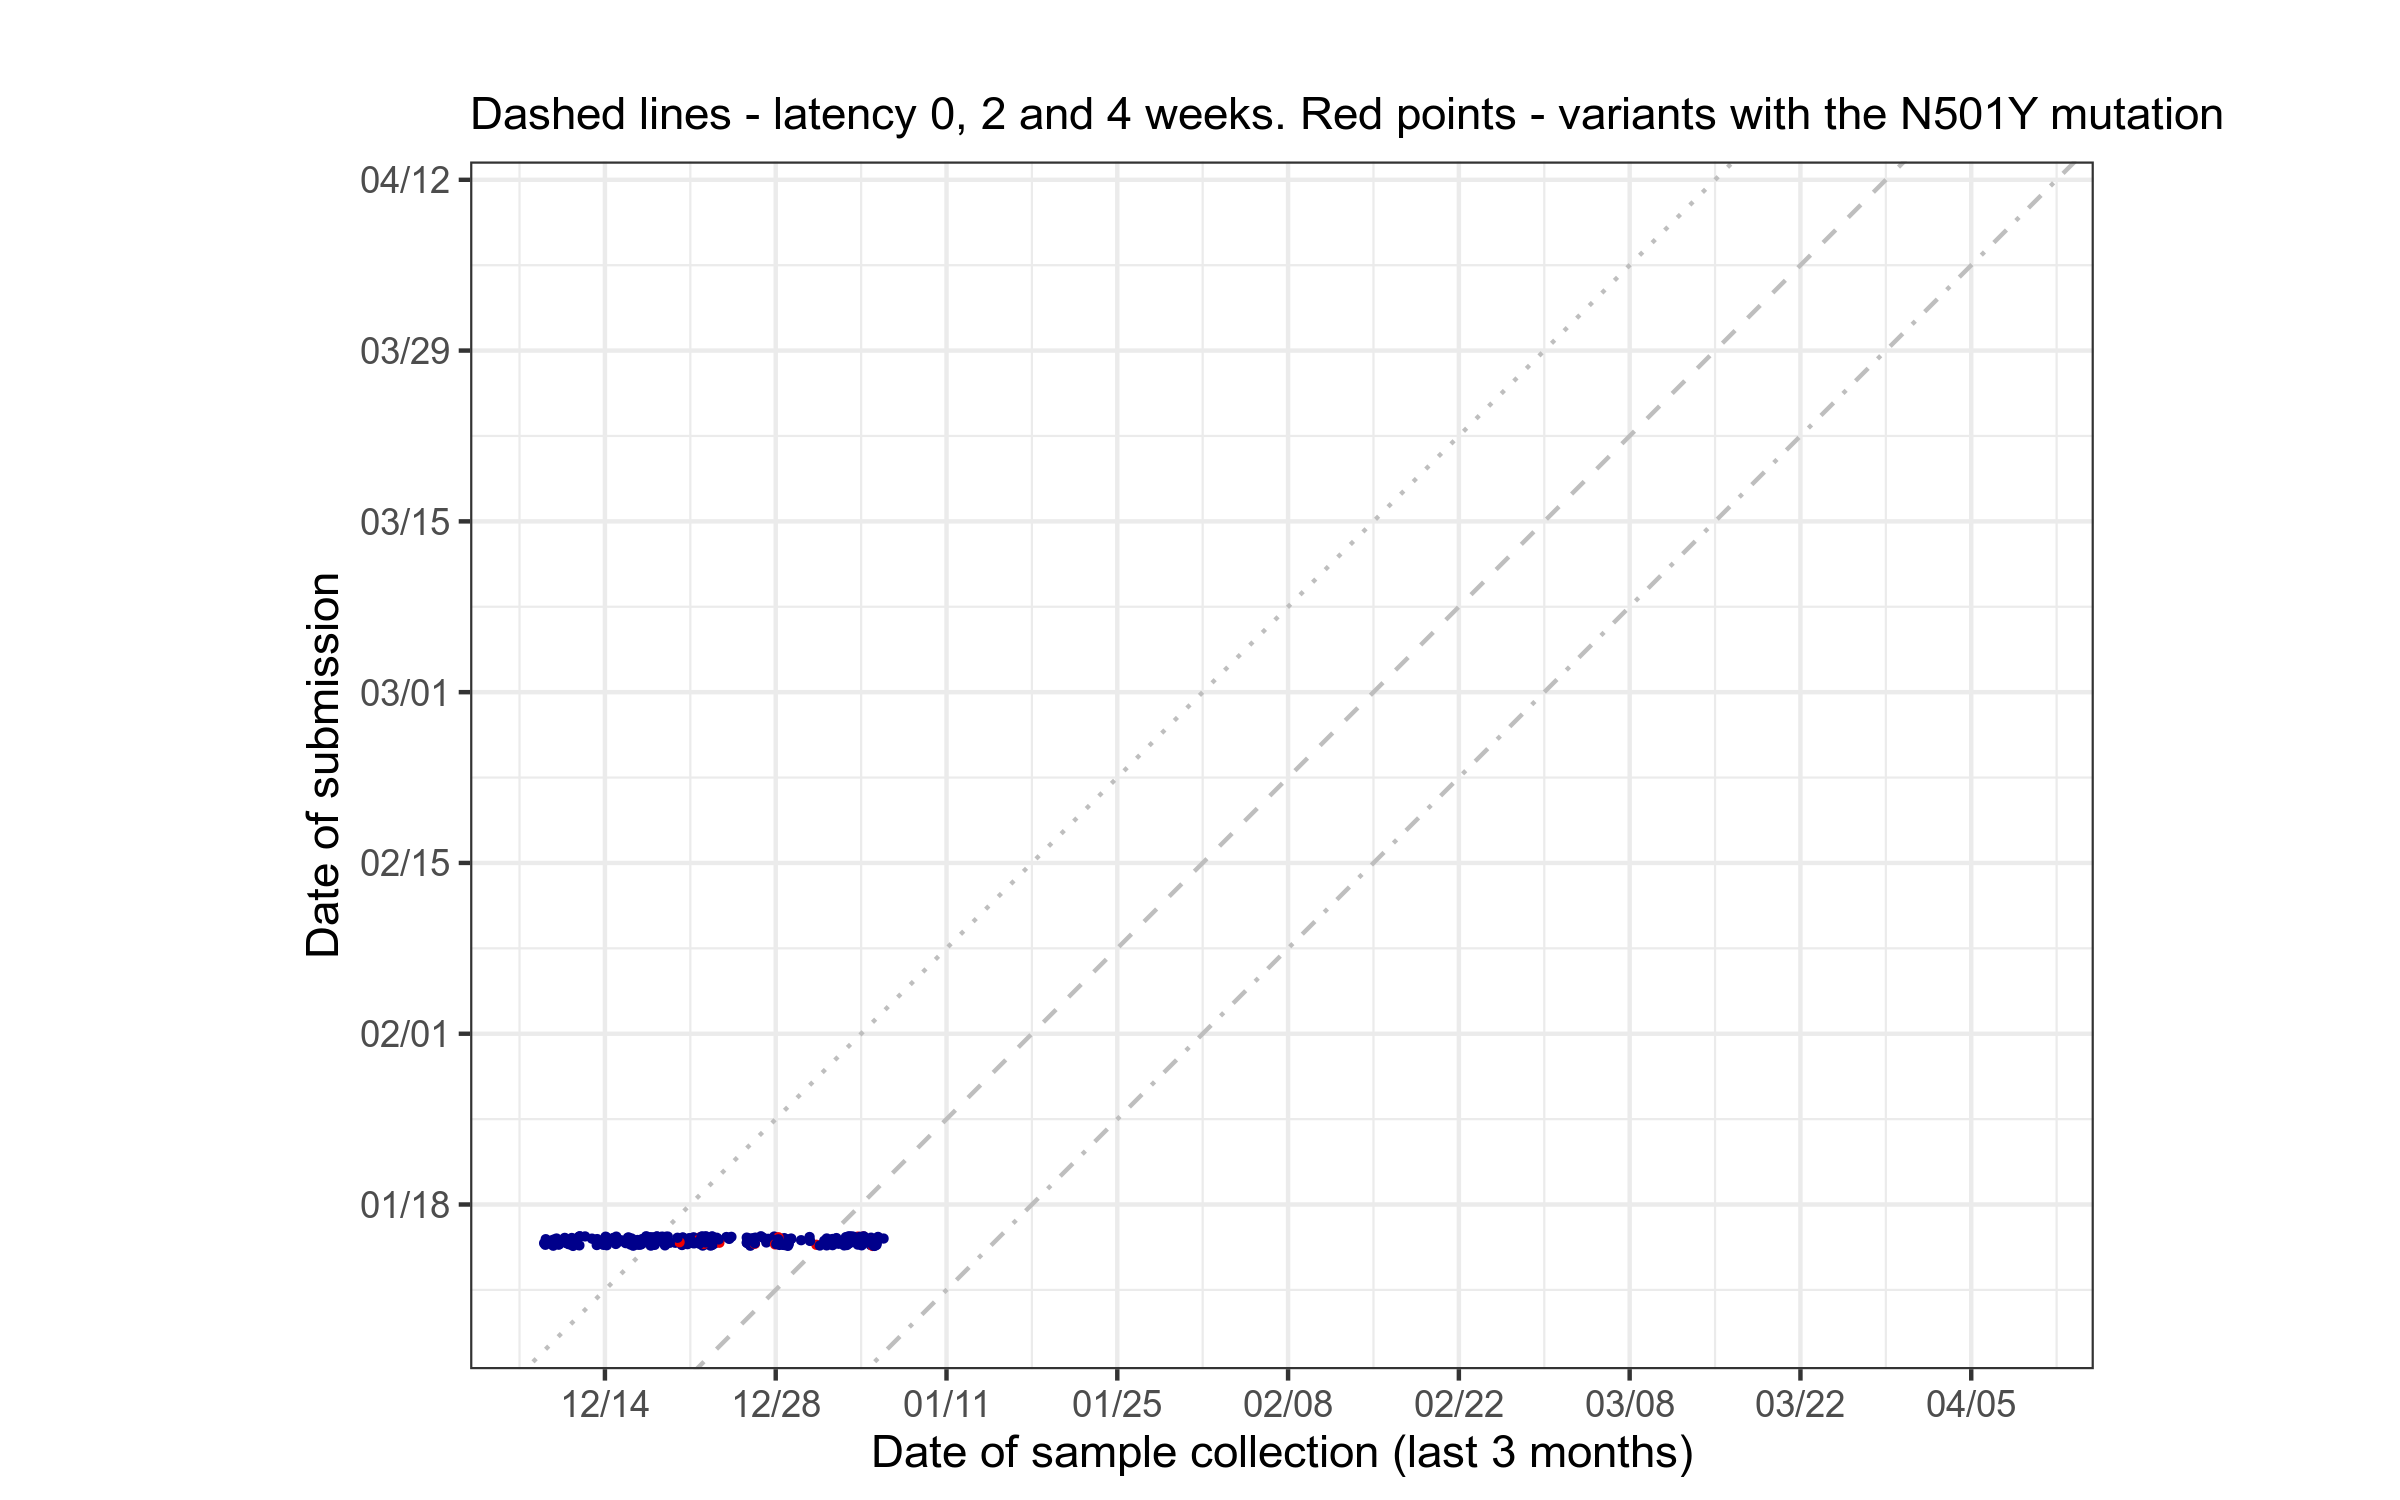 Dashed lines - latency 0, 2 and 4 weeks. Red points - variants with the N501Y mutation
04/12
03/29
03/15
03/01
02/15
02/01
01/18
Date of submission
12/14 12/28 01/11 01/25 02/08 02/22 03/08 03/22 04/05
Date of sample collection (last 3 months)